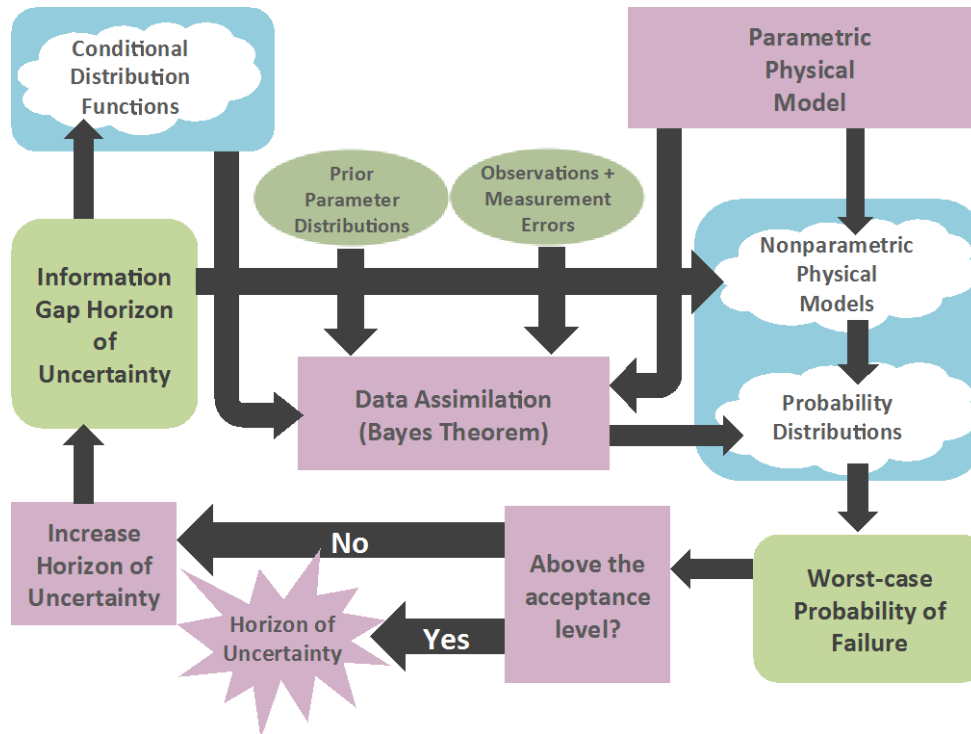 Conditional
Distribution
Functions
Parametric
Physical
Model
Prior
Parameter
Distributions
Observations +
Measurement
Errors
Information
Gap Horizon
of
Uncertainty
Nonparametric
Physical
Models
Data Assimilation
(Bayes Theorem)
Probability
Distributions
Increase
Horizon of
Uncertainty
No
Yes
Horizon of
Uncertainty
Above the
acceptance
level?
Worst-case
Probability of
Failure